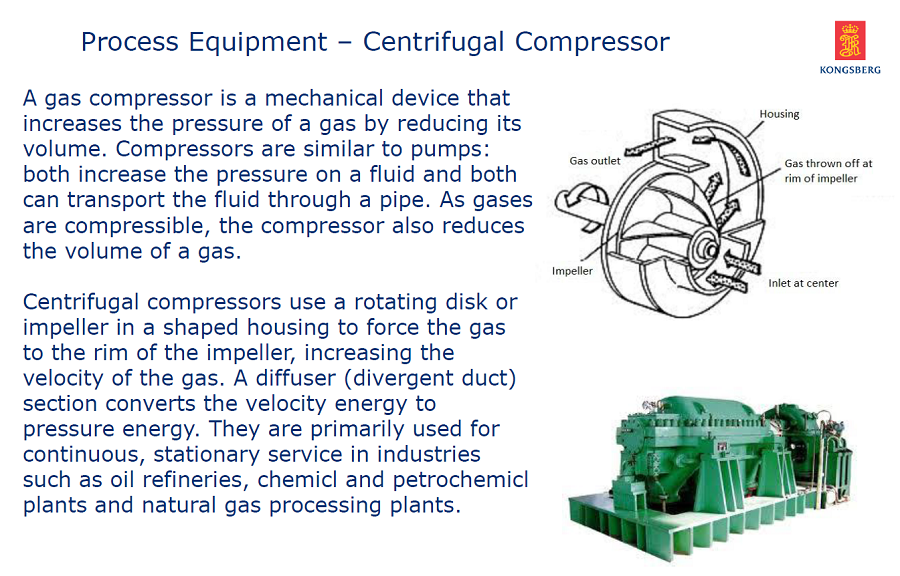 Process Equipment – Centrifugal Compressor
KONGSBERG
A gas compressor is a mechanical device that
increases the pressure of a gas by reducing its
volume. Compressors are similar to pumps:
both increase the pressure on a fluid and both
can transport the fluid through a pipe. As gases
are compressible, the compressor also reduces
the volume of a gas.
Centrifugal compressors use a rotating disk or
impeller in a shaped housing to force the gas
to the rim of the impeller, increasing the
velocity of the gas. A diffuser (divergent duct)
section converts the velocity energy to
pressure energy. They are primarily used for
continuous, stationary service in industries
such as oil refineries, chemicl and petrochemicl
plants and natural gas processing plants.
Housing
Gas outlet
Gas thrown off at
rim of impeller
Impeller
Inlet at center